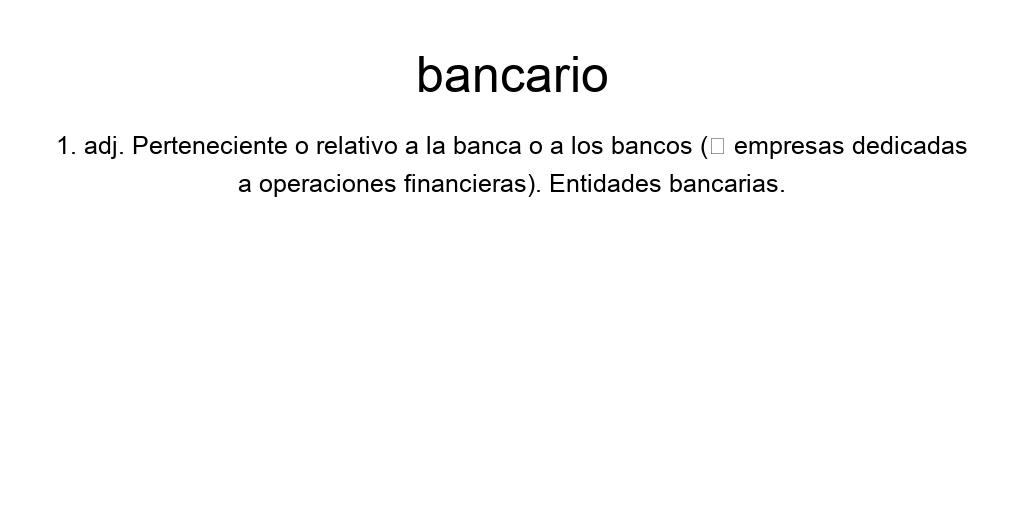 bancario
1. adj. Perteneciente o relativo a la banca o a los bancos (□ empresas dedicadas
a operaciones financieras). Entidades bancarias.